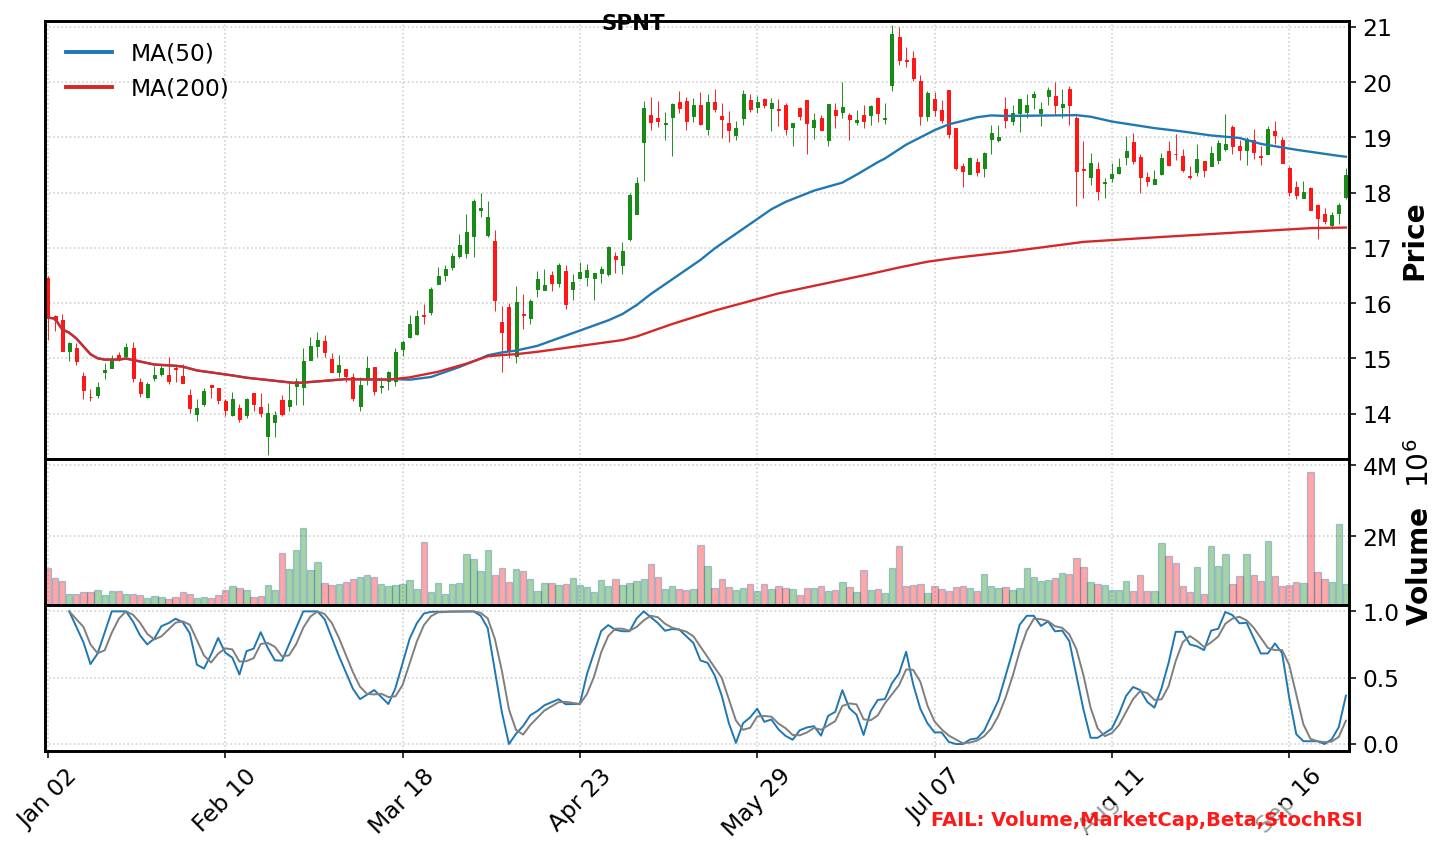 SPNT
MA(50)
MA(200)
21
20
19
18
17
16
15
14
Price
4M
2M
Volume 10^6
1.0
0.5
0.0
Jan 02
Feb 10
Mar 18
Apr 23
May 29
Jul 07
Aug 11
Sep 16
FAIL: Volume,MarketCap,Beta,StochRSI